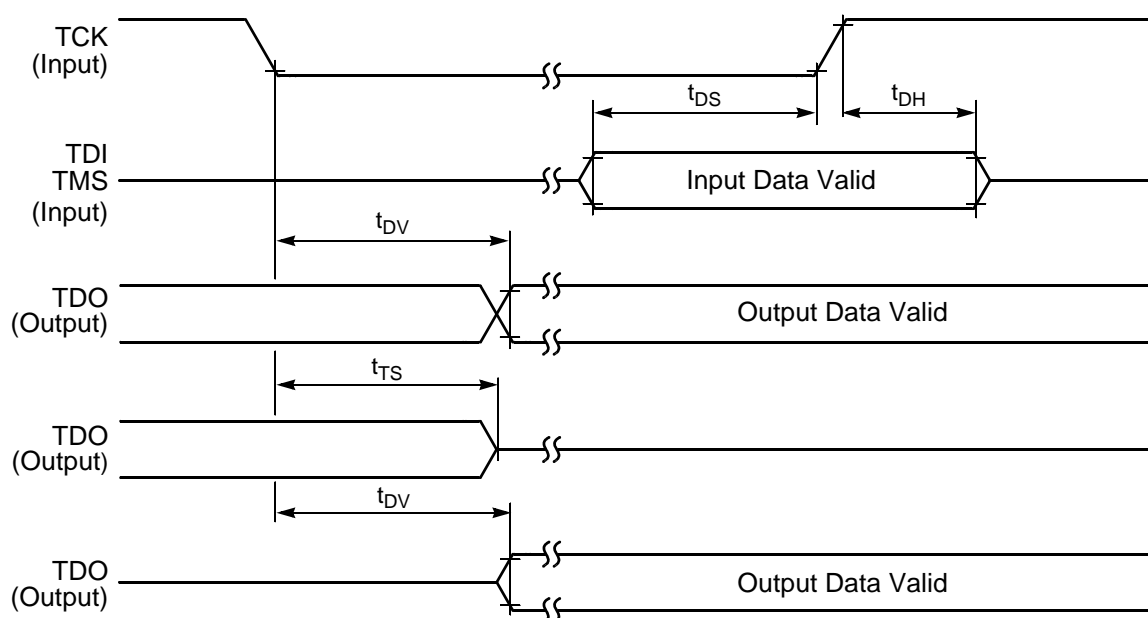 TCK
(Input)
tDS
tDH
TDI
TMS
(Input)
Input Data Valid
tDV
TDO
(Output)
Output Data Valid
tTS
TDO
(Output)
tDV
TDO
(Output)
Output Data Valid